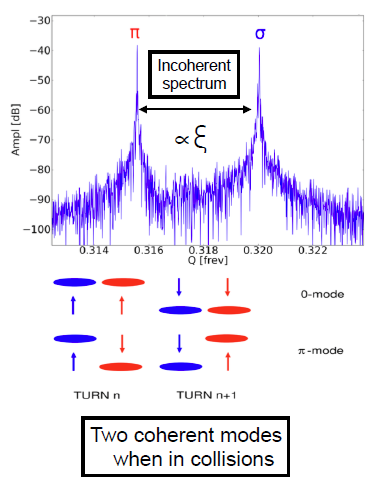 π σ
−30
−40
−50
−60
−70
−80
−90
−100
Ampl [dB]
Incoherent
spectrum
∝ξ
0.314 0.316 0.318 0.320 0.322
Q [frev]
0-mode
π-mode
TURN n TURN n+1
Two coherent modes
when in collisions